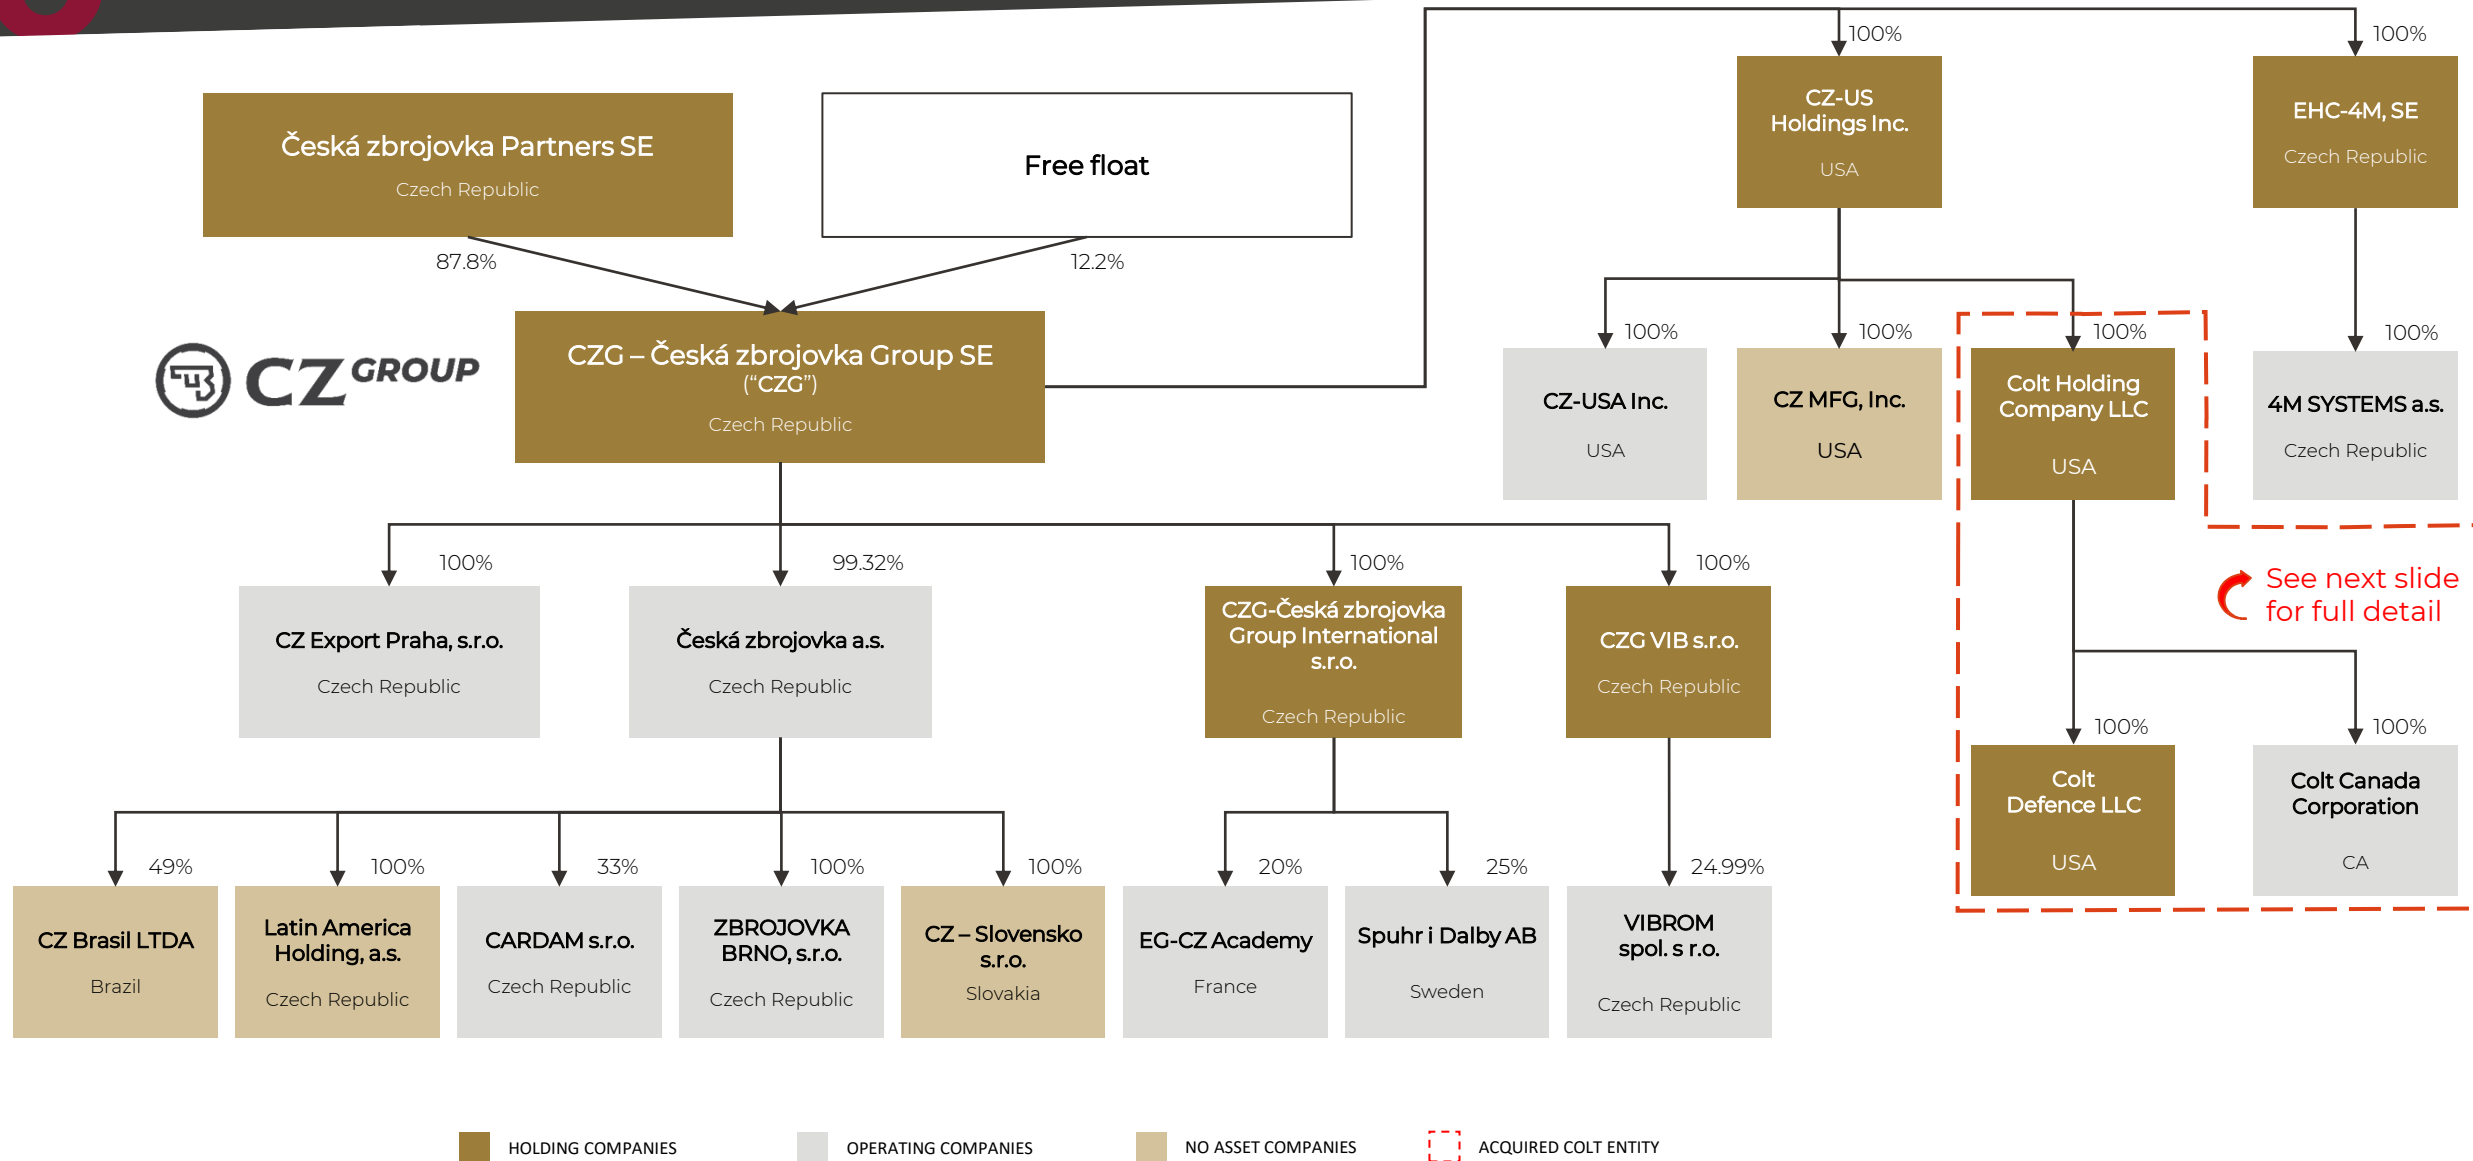 Česká zbrojovka Partners SE
Czech Republic
Free float
87.8%
12.2%
CZ GROUP
CZG – Česká zbrojovka Group SE
(“CZG”)
Czech Republic
100%
CZ-US
Holdings Inc.
USA
100%
EHC-4M, SE
Czech Republic
100%
CZ-USA Inc.
USA
100%
CZ MFG, Inc.
USA
100%
Colt Holding
Company LLC
USA
100%
4M SYSTEMS a.s.
Czech Republic
See next slide
for full detail
100%
Colt
Defence LLC
USA
100%
Colt Canada
Corporation
CA
100%
CZ Export Praha, s.r.o.
Czech Republic
99.32%
Česká zbrojovka a.s.
Czech Republic
100%
CZG-Česká zbrojovka
Group International
s.r.o.
Czech Republic
100%
CZG VIB s.r.o.
Czech Republic
49%
CZ Brasil LTDA
Brazil
100%
Latin America
Holding, a.s.
Czech Republic
33%
CARDAM s.r.o.
Czech Republic
100%
ZBROJOVKA
BRNO, s.r.o.
Czech Republic
100%
CZ – Slovensko
s.r.o.
Slovakia
20%
EG-CZ Academy
France
25%
Spuhr i Dalby AB
Sweden
24.99%
VIBROM
spol. s r.o.
Czech Republic
HOLDING COMPANIES
OPERATING COMPANIES
NO ASSET COMPANIES
ACQUIRED COLT ENTITY